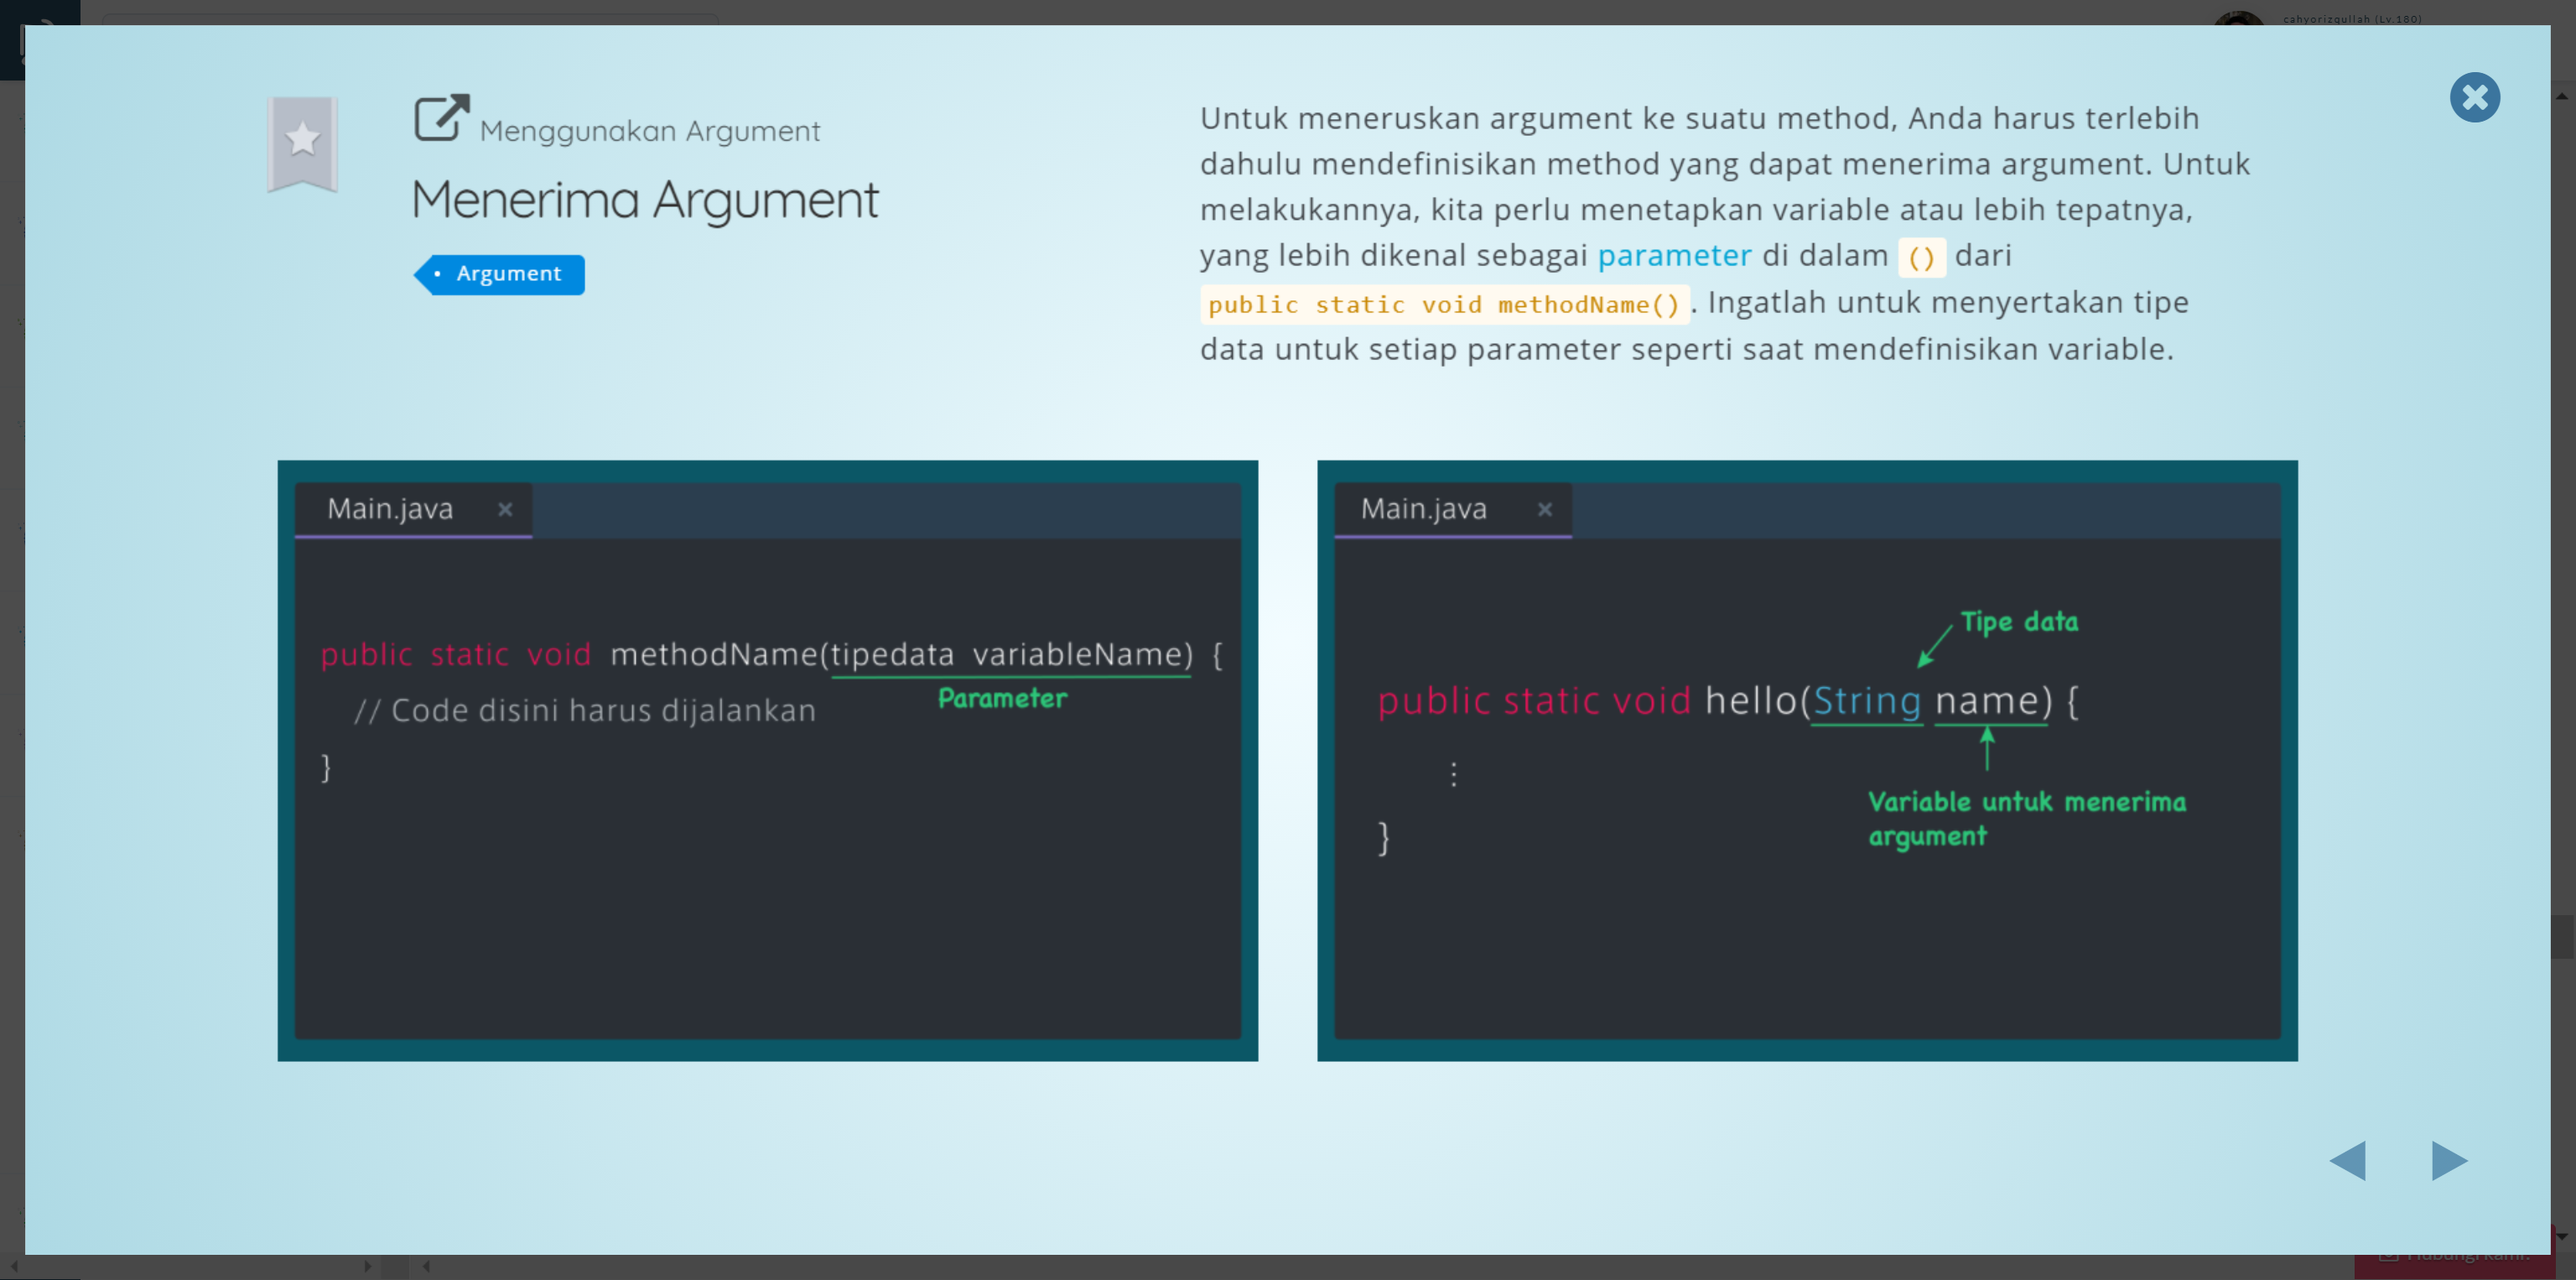 cahyorizqullah (Lv.180)
Menggunakan Argument
Menerima Argument
• Argument
Untuk meneruskan argument ke suatu method, Anda harus terlebih
dahulu mendefinisikan method yang dapat menerima argument. Untuk
melakukannya, kita perlu menetapkan variable atau lebih tepatnya,
yang lebih dikenal sebagai parameter di dalam () dari
public static void methodName(). Ingatlah untuk menyertakan tipe
data untuk setiap parameter seperti saat mendefinisikan variable.
Main.java ×
public static void methodName(tipedata variableName) {
Parameter
// Code disini harus dijalankan
}
Main.java ×
Tipe data
public static void hello(String name) {
⋮
Variable untuk menerima
argument
}
Hubungi kami.